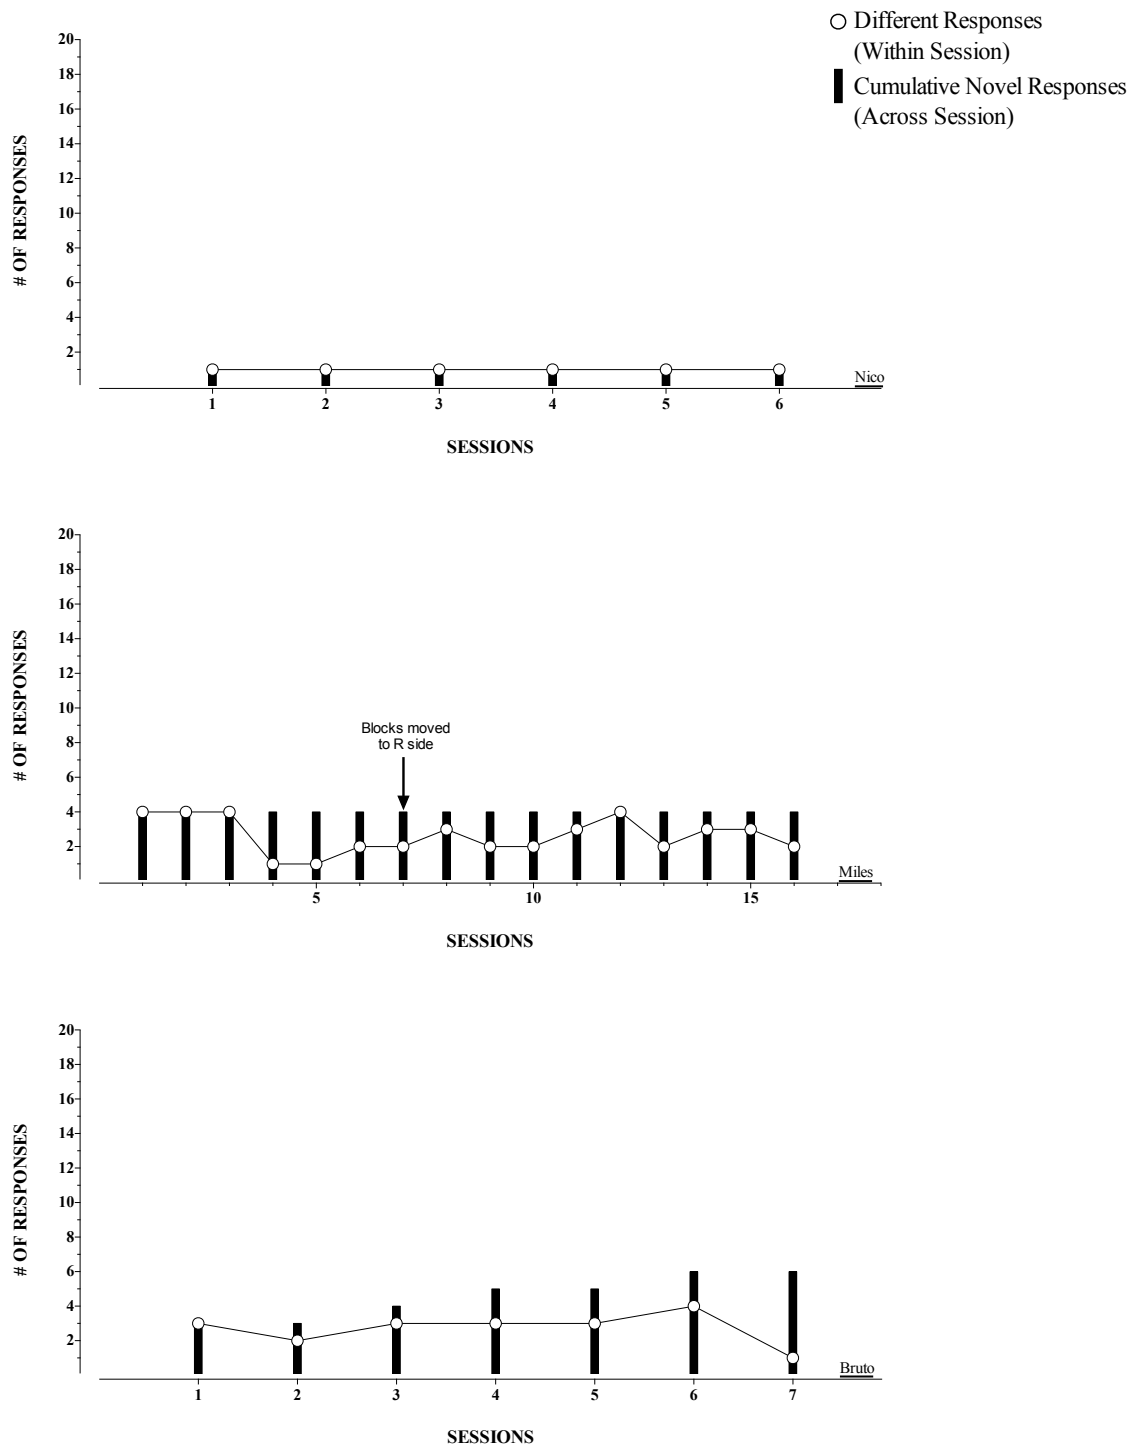 Different Responses
(Within Session)
Cumulative Novel Responses
(Across Session)
# OF RESPONSES
20
18
16
14
12
10
8
6
4
2
1 2 3 4 5 6
Nico
SESSIONS
# OF RESPONSES
20
18
16
14
12
10
8
6
4
2
Blocks moved
to R side
5 10 15
Miles
SESSIONS
# OF RESPONSES
20
18
16
14
12
10
8
6
4
2
1 2 3 4 5 6 7
Bruto
SESSIONS